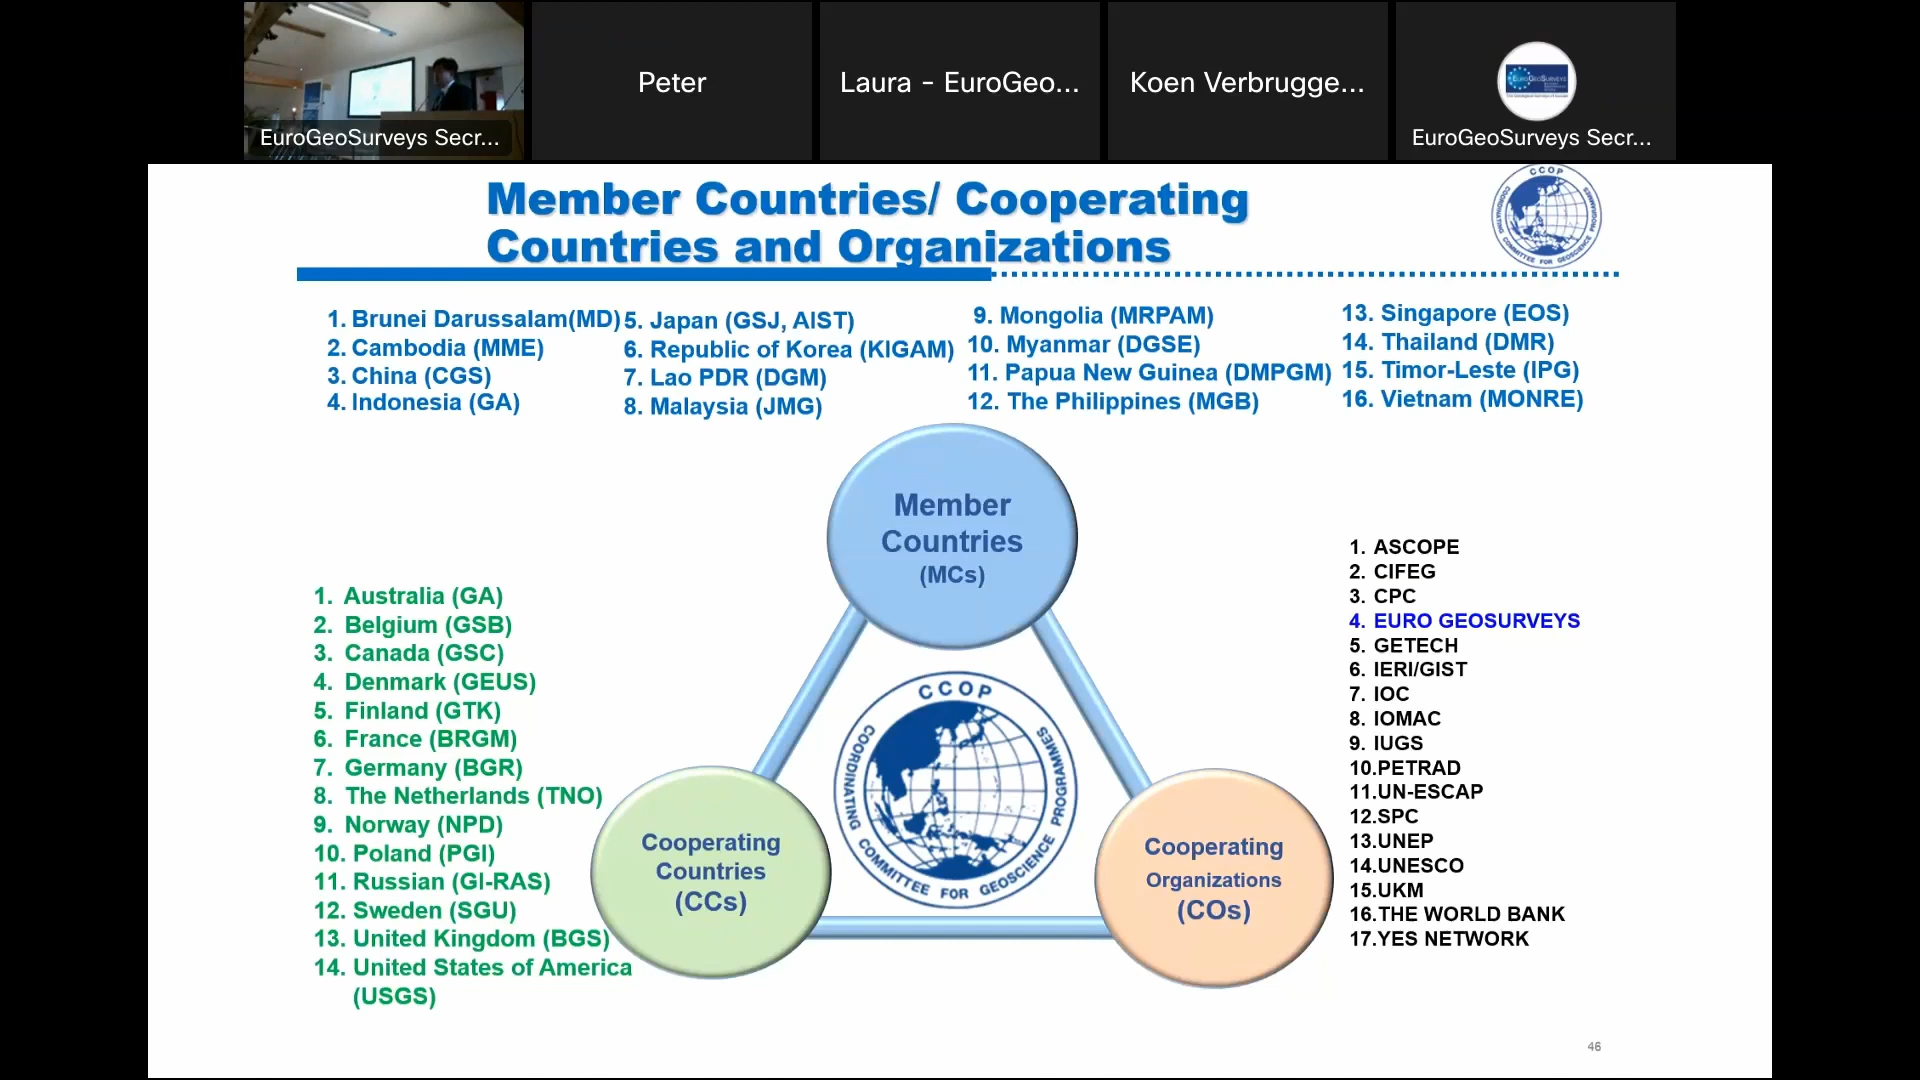 Peter
Laura - EuroGeo...
Koen Verbrugge...
EuroGeoSurveys Secr...
EuroGeoSurveys Secr...
Member Countries/ Cooperating
Countries and Organizations
CCOP
COORDINATING COMMITTEE FOR GEOSCIENCE PROGRAMMES
1. Brunei Darussalam(MD)
2. Cambodia (MME)
3. China (CGS)
4. Indonesia (GA)
5. Japan (GSJ, AIST)
6. Republic of Korea (KIGAM)
7. Lao PDR (DGM)
8. Malaysia (JMG)
9. Mongolia (MRPAM)
10. Myanmar (DGSE)
11. Papua New Guinea (DMPGM)
12. The Philippines (MGB)
13. Singapore (EOS)
14. Thailand (DMR)
15. Timor-Leste (IPG)
16. Vietnam (MONRE)
Member
Countries
(MCs)
1. Australia (GA)
2. Belgium (GSB)
3. Canada (GSC)
4. Denmark (GEUS)
5. Finland (GTK)
6. France (BRGM)
7. Germany (BGR)
8. The Netherlands (TNO)
9. Norway (NPD)
10. Poland (PGI)
11. Russian (GI-RAS)
12. Sweden (SGU)
13. United Kingdom (BGS)
14. United States of America
(USGS)
Cooperating
Countries
(CCs)
CCOP
COORDINATING COMMITTEE FOR GEOSCIENCE PROGRAMMES
Cooperating
Organizations
(COs)
1. ASCOPE
2. CIFEG
3. CPC
4. EURO GEOSURVEYS
5. GETECH
6. IERI/GIST
7. IOC
8. IOMAC
9. IUGS
10.PETRAD
11.UN-ESCAP
12.SPC
13.UNEP
14.UNESCO
15.UKM
16.THE WORLD BANK
17.YES NETWORK
46